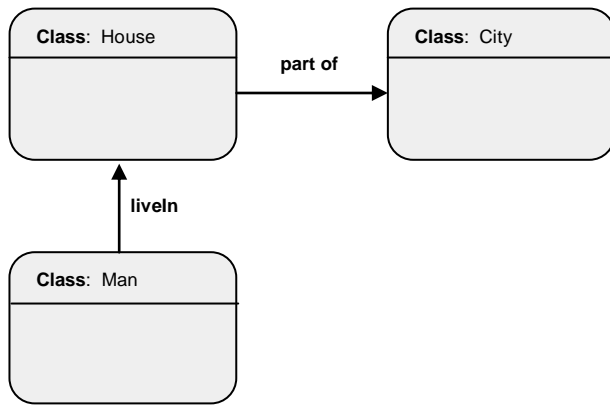 Class: House
Class: City
part of
liveIn
Class: Man